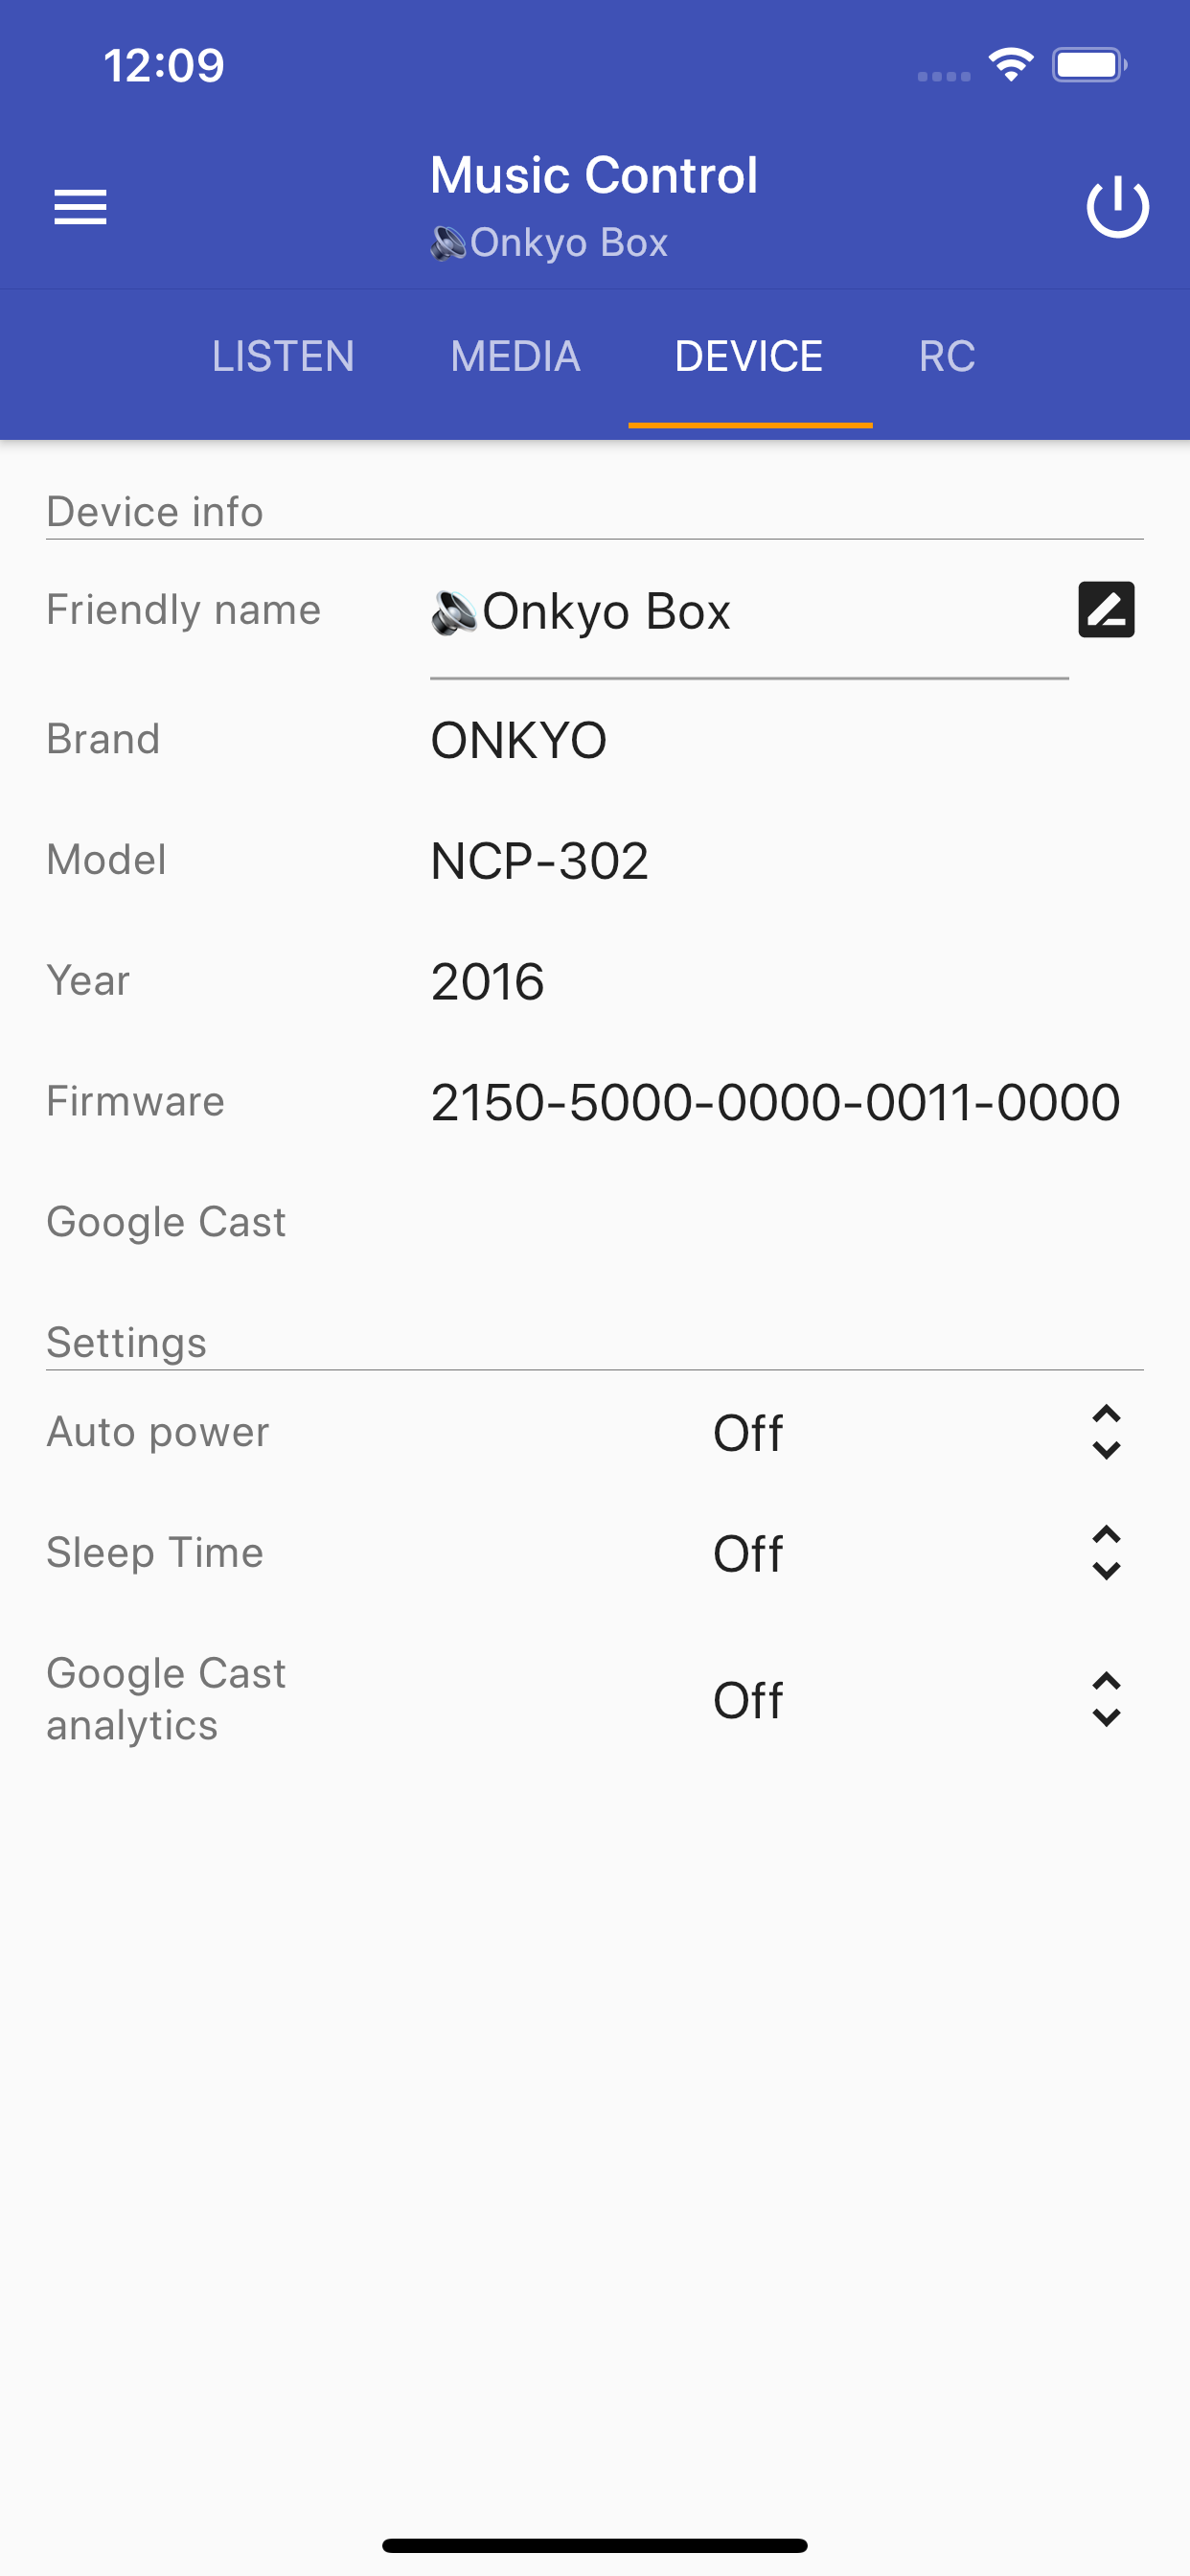 12:09
Music Control
🔊Onkyo Box
LISTEN MEDIA DEVICE RC
Device info
Friendly name 🔊Onkyo Box
Brand ONKYO
Model NCP-302
Year 2016
Firmware 2150-5000-0000-0011-0000
Google Cast
Settings
Auto power Off
Sleep Time Off
Google Cast
analytics Off